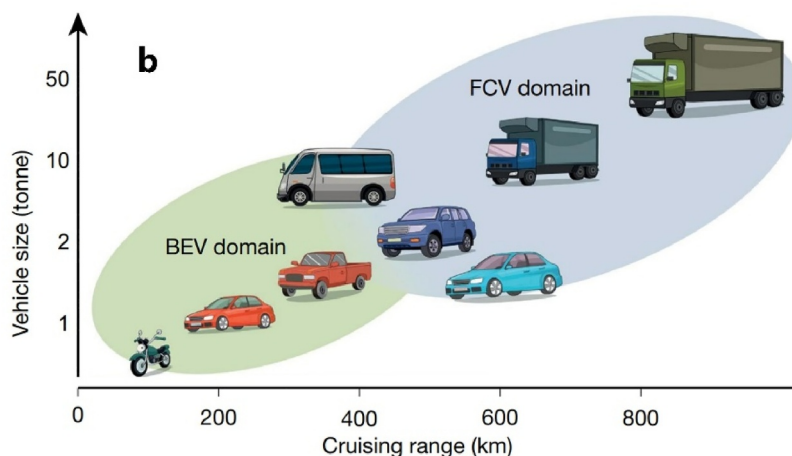 b
50
FCV domain
10
Vehicle size (tonne)
2
BEV domain
1
0
200
400
600
800
Cruising range (km)